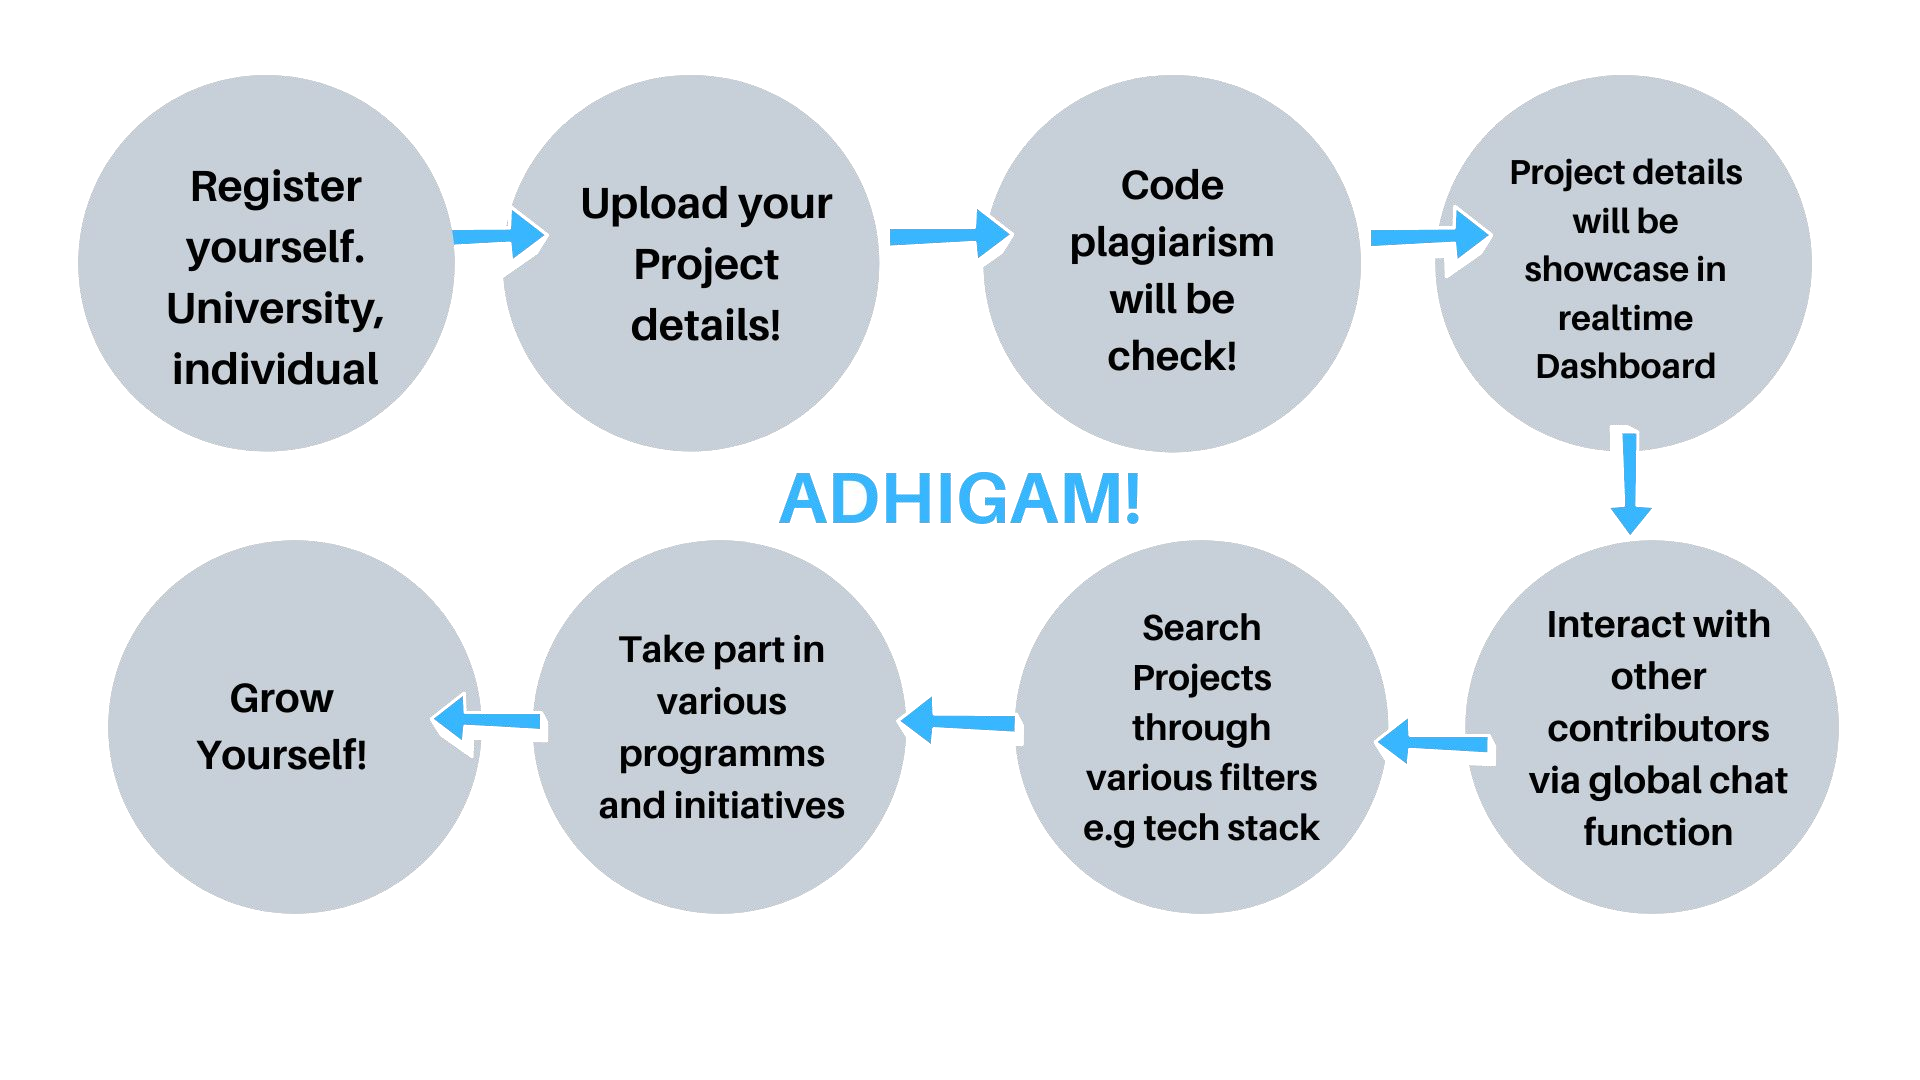 Register
yourself.
University,
individual
Upload your
Project
details!
Code
plagiarism
will be
check!
Project details
will be
showcase in
realtime
Dashboard
ADHIGAM!
Interact with
other
contributors
via global chat
function
Search
Projects
through
various filters
e.g tech stack
Take part in
various
programms
and initiatives
Grow
Yourself!